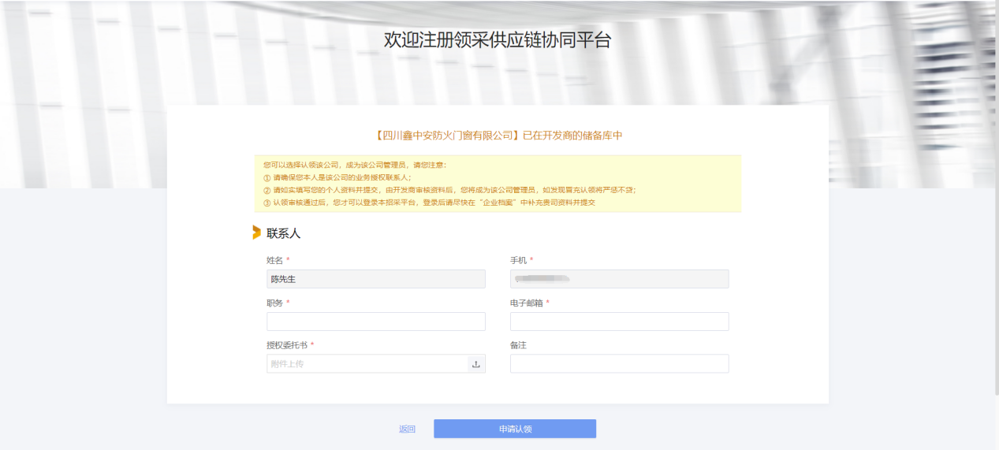 欢迎注册领采供应链协同平台
【四川鑫中安防火门窗有限公司】已在开发商的储备库中
您可以选择认领该公司，成为该公司管理员，请您注意：
① 请确保您本人是该公司的业务授权联系人；
② 请如实填写您的个人资料并提交，由开发商审核资料后，您将成为该公司管理员，如发现冒充认领将严惩不贷；
③ 认领审核通过后，您才可以登录本招采平台，登录后请尽快在“企业档案”中补充贵司资料并提交
联系人
姓名 * 手机 *
陈先生
职务 * 电子邮箱 *
授权委托书 * 备注
附件上传
返回 申请认领